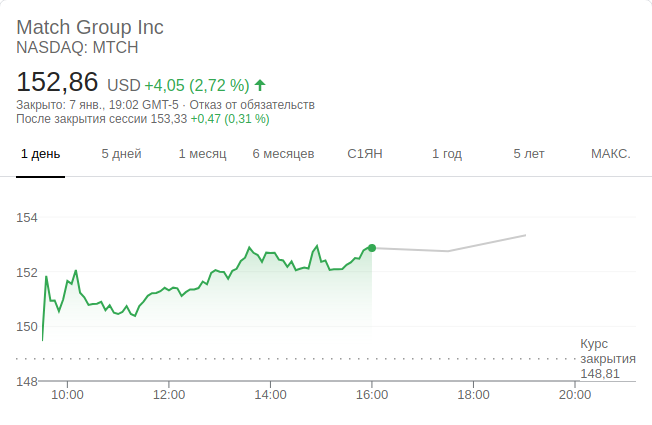 Match Group Inc
NASDAQ: MTCH
152,86 USD +4,05 (2,72 %)
Закрыто: 7 янв., 19:02 GMT-5 · Отказ от обязательств
После закрытия сессии 153,33 +0,47 (0,31 %)
1 день 5 дней 1 месяц 6 месяцев С1ЯН 1 год 5 лет МАКС.
154
152
150
Курс
закрытия
148,81
148
10:00 12:00 14:00 16:00 18:00 20:00